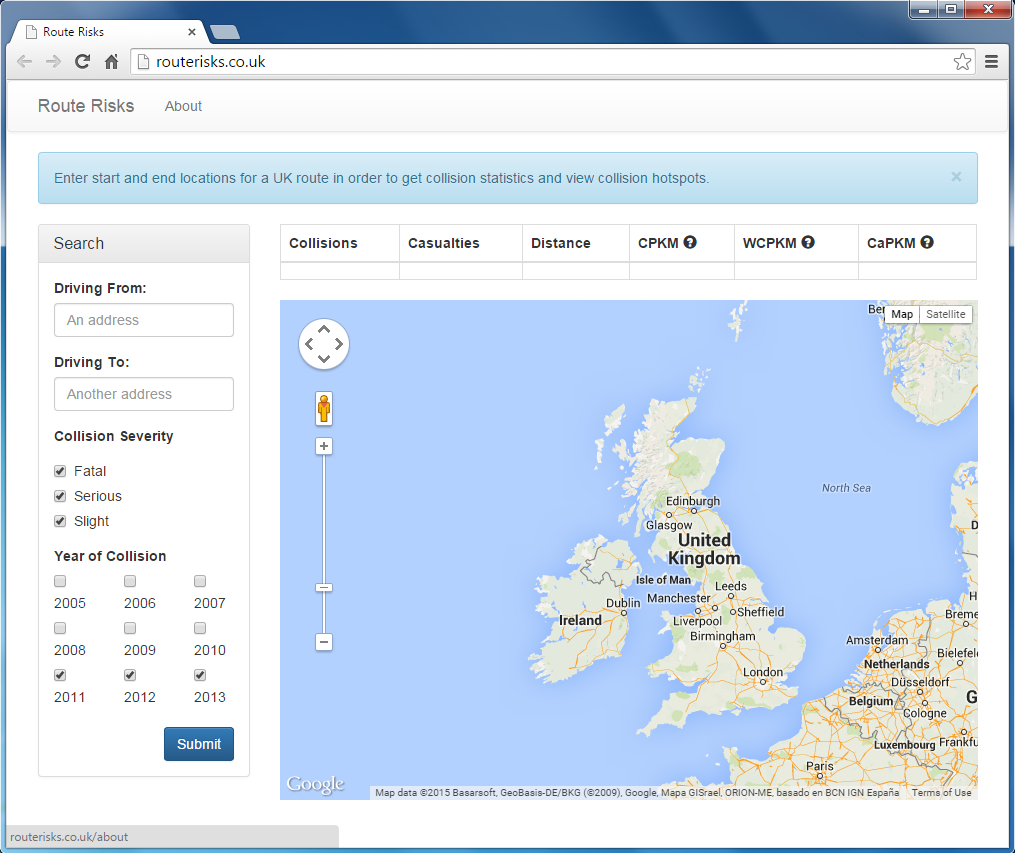 Route Risks
routerisks.co.uk
Route Risks About
Enter start and end locations for a UK route in order to get collision statistics and view collision hotspots. ×
Search
Driving From:
An address
Driving To:
Another address
Collision Severity
Fatal
Serious
Slight
Year of Collision
2005 2006 2007
2008 2009 2010
2011 2012 2013
Submit
Collisions Casualties Distance CPKM ? WCPKM ? CaPKM ?
Map Satellite
Ber
North Sea
Edinburgh
Glasgow
United
Kingdom
Isle of Man
Leeds
Manchester
Dublin
Sheffield
Ireland
Liverpool
Birmingham
London
Amsterdam
Netherlands
Düsseldorf
Belgium
Cologne
Luxembourg
Frankfu
Paris
Breme
Bielefel
D
H
G
Google
Map data ©2015 Basarsoft, GeoBasis-DE/BKG (©2009), Google, Mapa GISrael, ORION-ME, basado en BCN IGN España Terms of Use
routerisks.co.uk/about